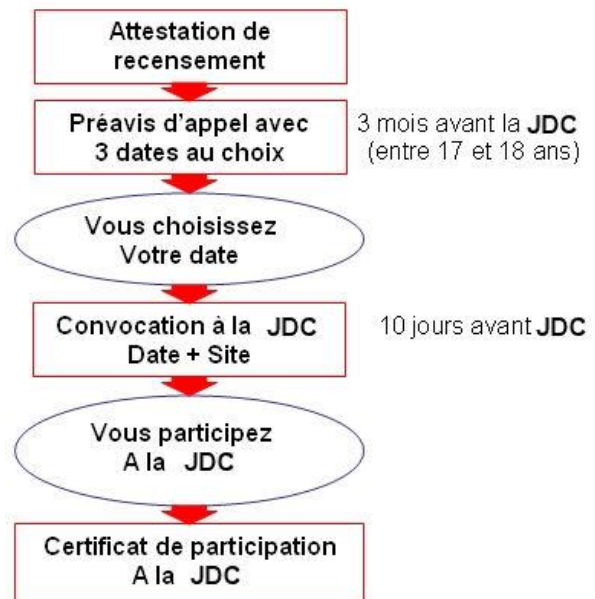 Attestation de
recensement
Préavis d'appel avec
3 dates au choix
3 mois avant la JDC
(entre 17 et 18 ans)
Vous choisissez
Votre date
Convocation à la JDC
Date + Site
10 jours avant JDC
Vous participez
A la JDC
Certificat de participation
A la JDC